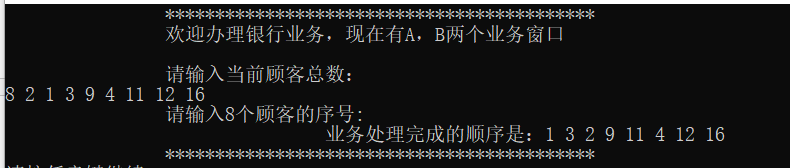 *******************************************
欢迎办理银行业务，现在有A，B两个业务窗口
请输入当前顾客总数：
8 2 1 3 9 4 11 12 16
请输入8个顾客的序号:
业务处理完成的顺序是：1 3 2 9 11 4 12 16
*******************************************